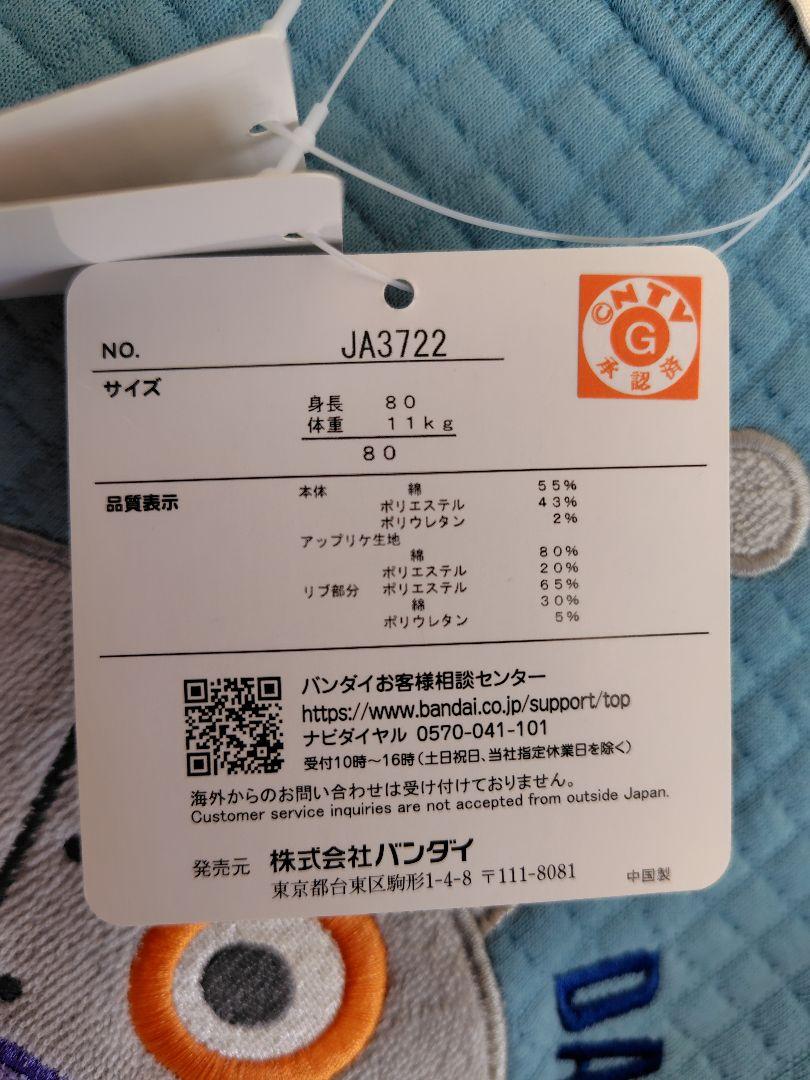 NO. JA3722
©NTV
G
承認済
サイズ
身長 80
体重 11kg
80
品質表示
本体 綿 55%
ポリエステル 43%
ポリウレタン 2%
アップリケ生地
綿 80%
ポリエステル 20%
リブ部分 ポリエステル 65%
綿 30%
ポリウレタン 5%
バンダイお客様相談センター
https://www.bandai.co.jp/support/top
ナビダイヤル 0570-041-101
受付10時～16時(土日祝日、当社指定休業日を除く)
海外からのお問い合わせは受け付けておりません。
Customer service inquiries are not accepted from outside Japan.
発売元 株式会社バンダイ
東京都台東区駒形1-4-8 〒111-8081
中国製
DA